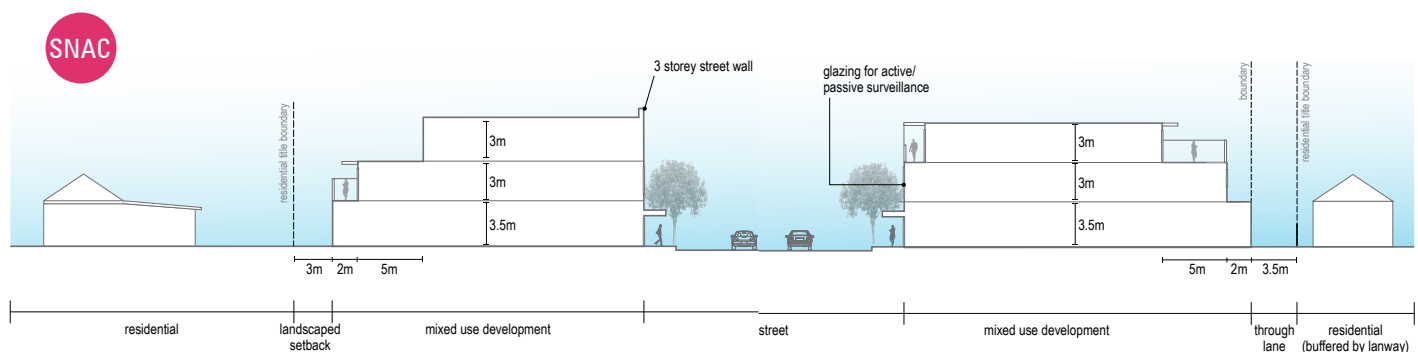 SNAC
3 storey street wall
glazing for active/
passive surveillance
residential title boundary
boundary
residential title boundary
3m
3m
3.5m
3m
3m
3.5m
3m
2m
5m
5m
2m
3.5m
residential
landscaped
setback
mixed use development
street
mixed use development
through
lane
residential
(buffered by lanway)